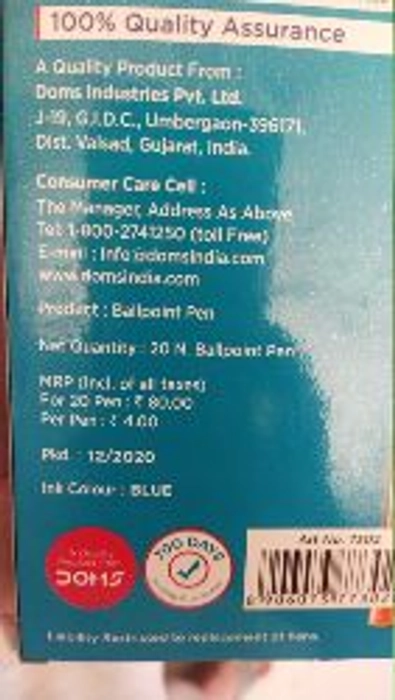 100% Quality Assurance
A Quality Product From :
Doms Industries Pvt. Ltd.
J-19, G.I.D.C., Umbergaon-396171,
Dist. Valsad, Gujarat, India.
Consumer Care Cell :
The Manager, Address As Above
Tel: 1-800-2741250 (toll Free)
E-mail : info@domsindia.com
www.domsindia.com
Product : Ballpoint Pen
Net Quantity : 20 N. Ballpoint Pen
MRP (Incl. of all taxes)
For 20 Pen : ₹ 80.00
Per Pen : ₹ 4.00
Pkd. : 12/2020
Ink Colour : BLUE
DOMS
DAYS
Art No.